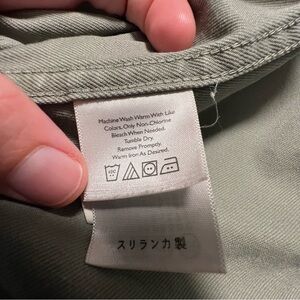 Machine Wash Warm With Like
Colors. Only Non-Chlorine
Bleach When Needed.
Tumble Dry.
Remove Promptly.
Warm Iron As Desired.
スリランカ製